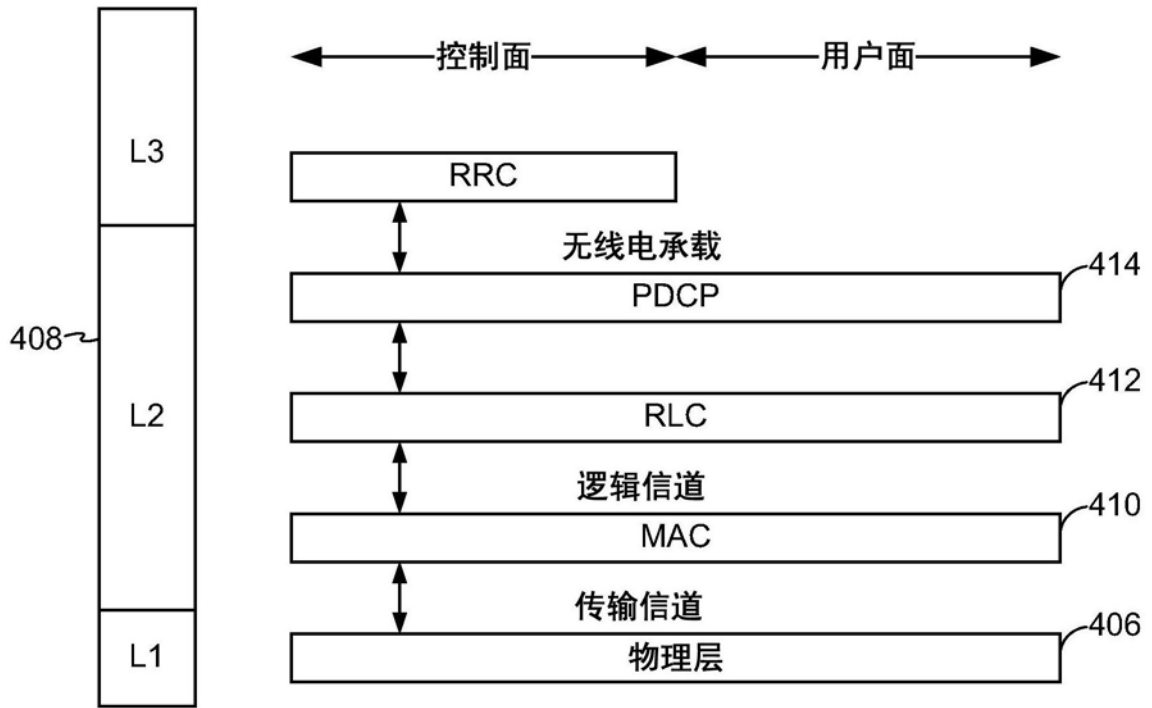 控制面
用户面
L3
RRC
无线电承载
414
PDCP
408
412
L2
RLC
逻辑信道
410
MAC
传输信道
406
L1
物理层